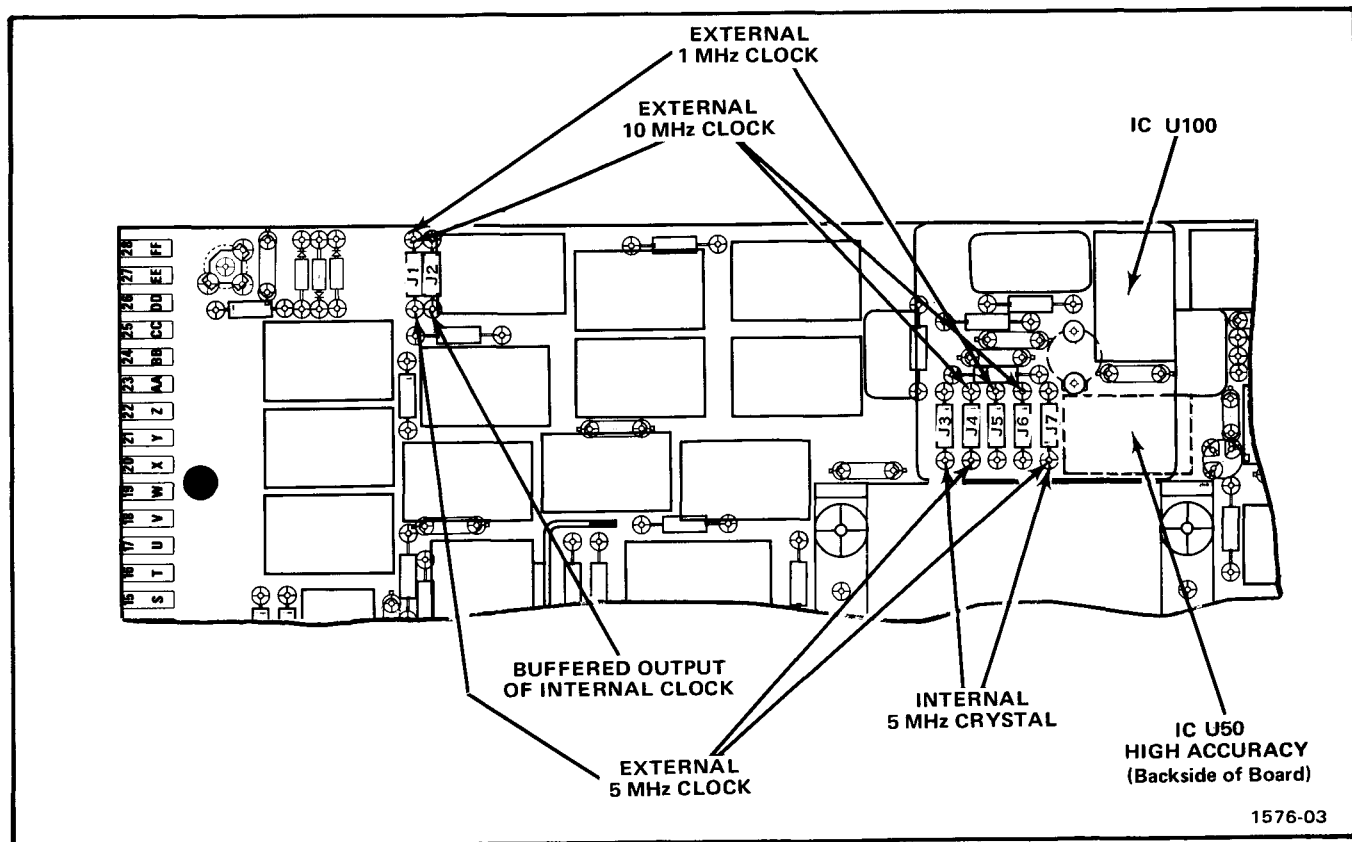 EXTERNAL
1 MHz CLOCK
EXTERNAL
10 MHz CLOCK
IC U100
28 FF
27 EE
26 DD
25 CC
24 BB
23 AA
22 Z
21 Y
20 X
19 W
18 V
17 U
16 T
15 S
J1
J2
J3
J4
J5
J6
J7
BUFFERED OUTPUT
OF INTERNAL CLOCK
INTERNAL
5 MHz CRYSTAL
IC U50
HIGH ACCURACY
(Backside of Board)
EXTERNAL
5 MHz CLOCK
1576-03